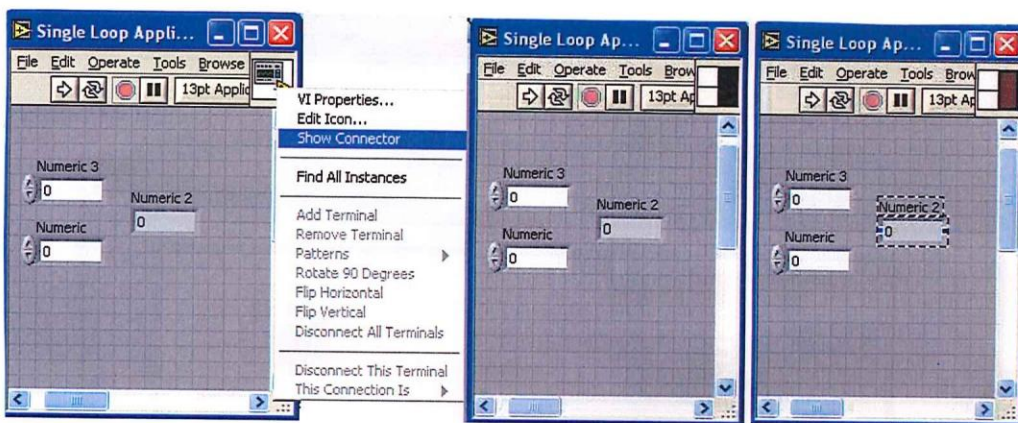 Single Loop Appli...
File Edit Operate Tools Browse
13pt Applic
Numeric 3
0
Numeric 2
0
Numeric
0
VI Properties...
Edit Icon...
Show Connector
Find All Instances
Add Terminal
Remove Terminal
Patterns
Rotate 90 Degrees
Flip Horizontal
Flip Vertical
Disconnect All Terminals
Disconnect This Terminal
This Connection Is
Single Loop Ap...
File Edit Operate Tools Brow
13pt Ap
Numeric 3
0
Numeric 2
0
Numeric
0
Single Loop Ap...
File Edit Operate Tools Brow
13pt Ap
Numeric 3
0
Numeric 2
0
Numeric
0